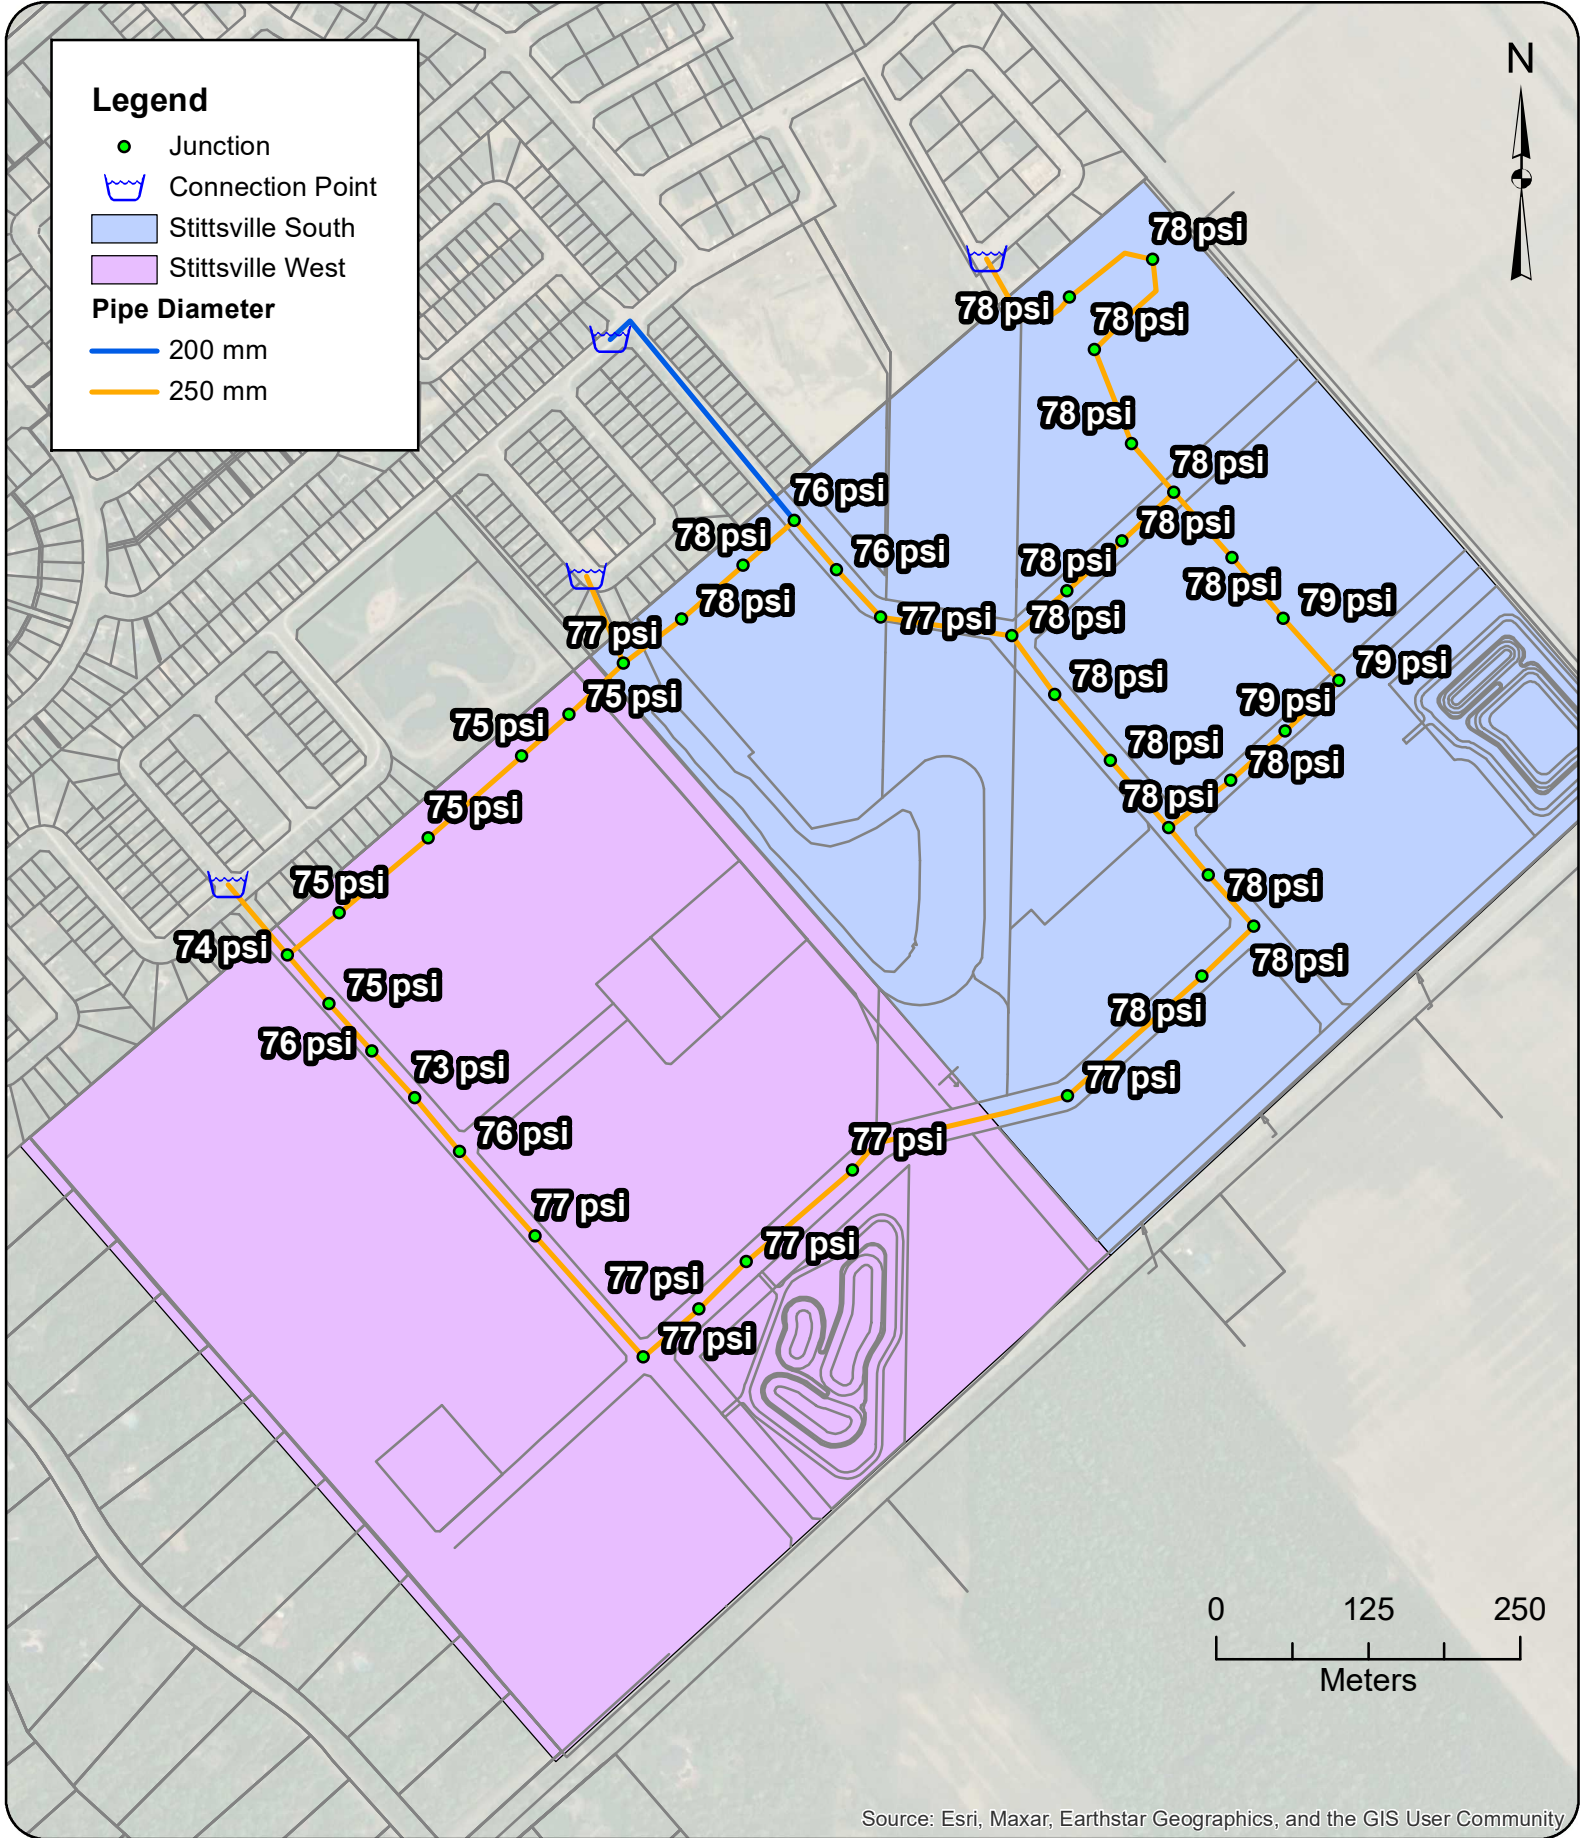 Legend
Junction
Connection Point
Stittsville South
Stittsville West
Pipe Diameter
200 mm
250 mm
N
78 psi
78 psi
78 psi
78 psi
78 psi
76 psi
78 psi
78 psi
76 psi
78 psi
78 psi
79 psi
78 psi
77 psi
78 psi
77 psi
79 psi
78 psi
75 psi
79 psi
75 psi
78 psi
78 psi
78 psi
75 psi
75 psi
78 psi
74 psi
78 psi
75 psi
78 psi
76 psi
73 psi
77 psi
76 psi
77 psi
77 psi
77 psi
77 psi
77 psi
0 125 250
Meters
Source: Esri, Maxar, Earthstar Geographics, and the GIS User Community